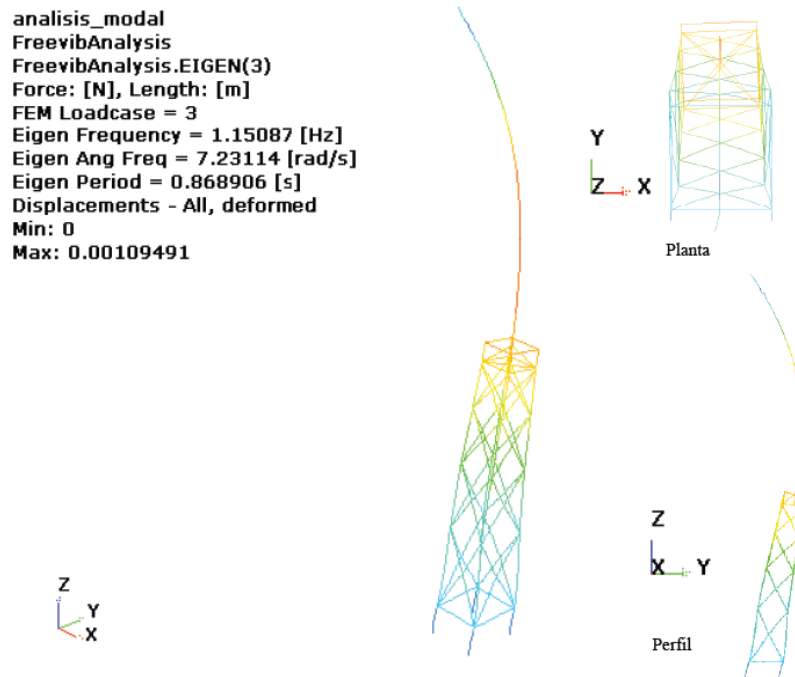 analisis_modal
FreevibAnalysis
FreevibAnalysis.EIGEN(3)
Force: [N], Length: [m]
FEM Loadcase = 3
Eigen Frequency = 1.15087 [Hz]
Eigen Ang Freq = 7.23114 [rad/s]
Eigen Period = 0.868906 [s]
Displacements - All, deformed
Min: 0
Max: 0.00109491
Y
Z X
Planta
Z
X Y
Perfil
Z
Y
X